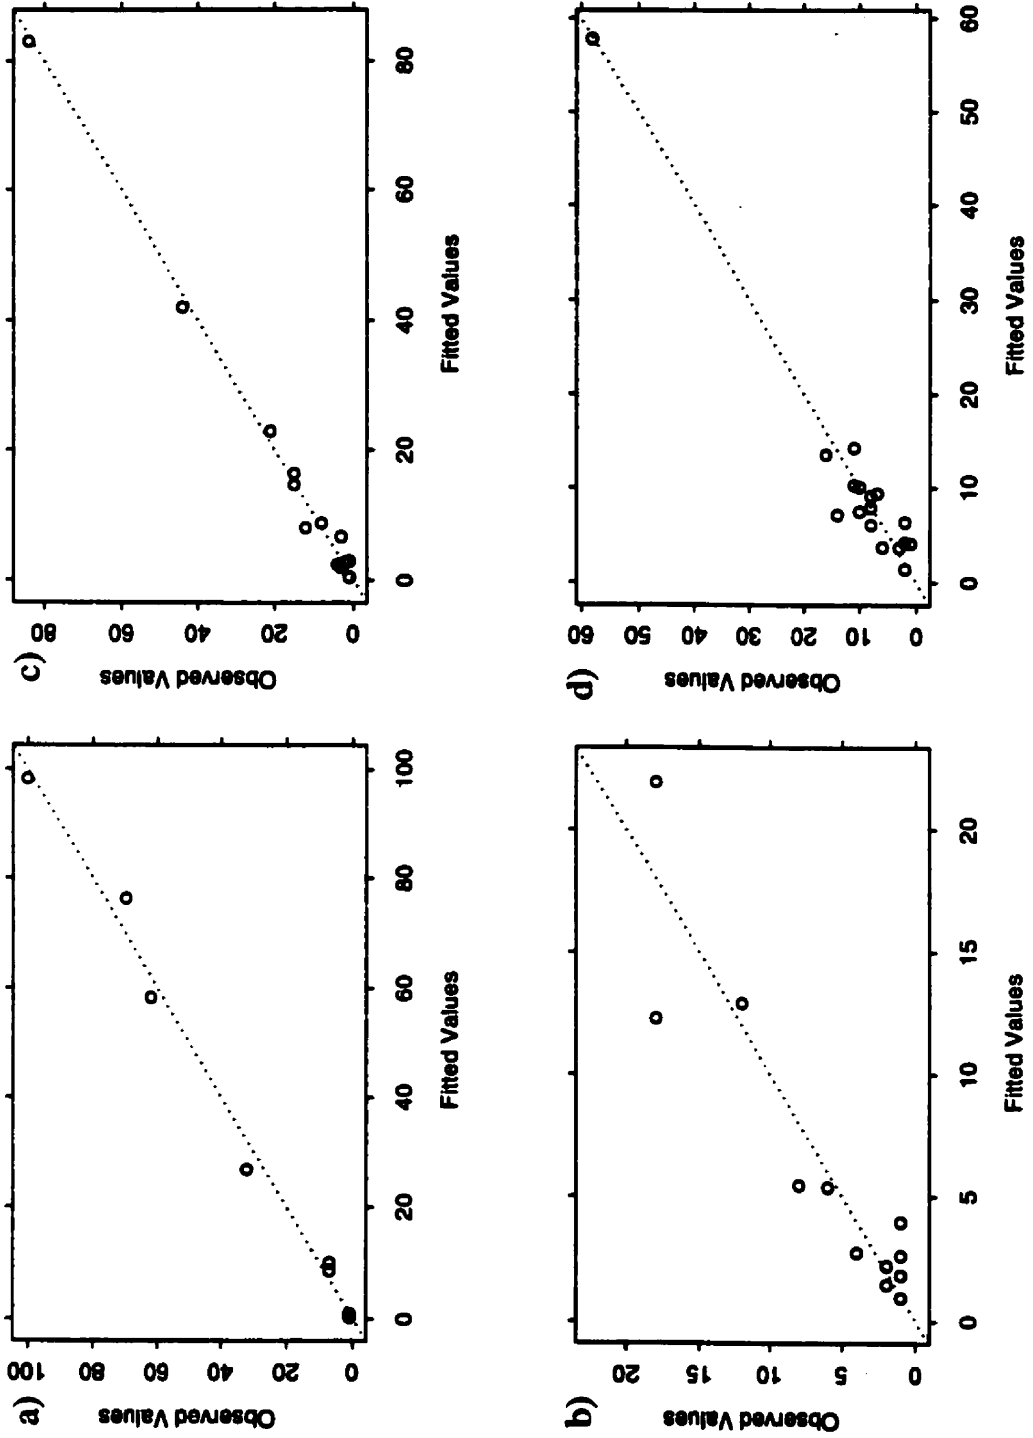 a)
Observed Values
100 80 60 40 20 0
0 20 40 60 80 100
Fitted Values
b)
Observed Values
20 15 10 5 0
0 5 10 15 20
Fitted Values
c)
Observed Values
80 60 40 20 0
0 20 40 60 80
Fitted Values
d)
Observed Values
60 50 40 30 20 10 0
0 10 20 30 40 50 60
Fitted Values